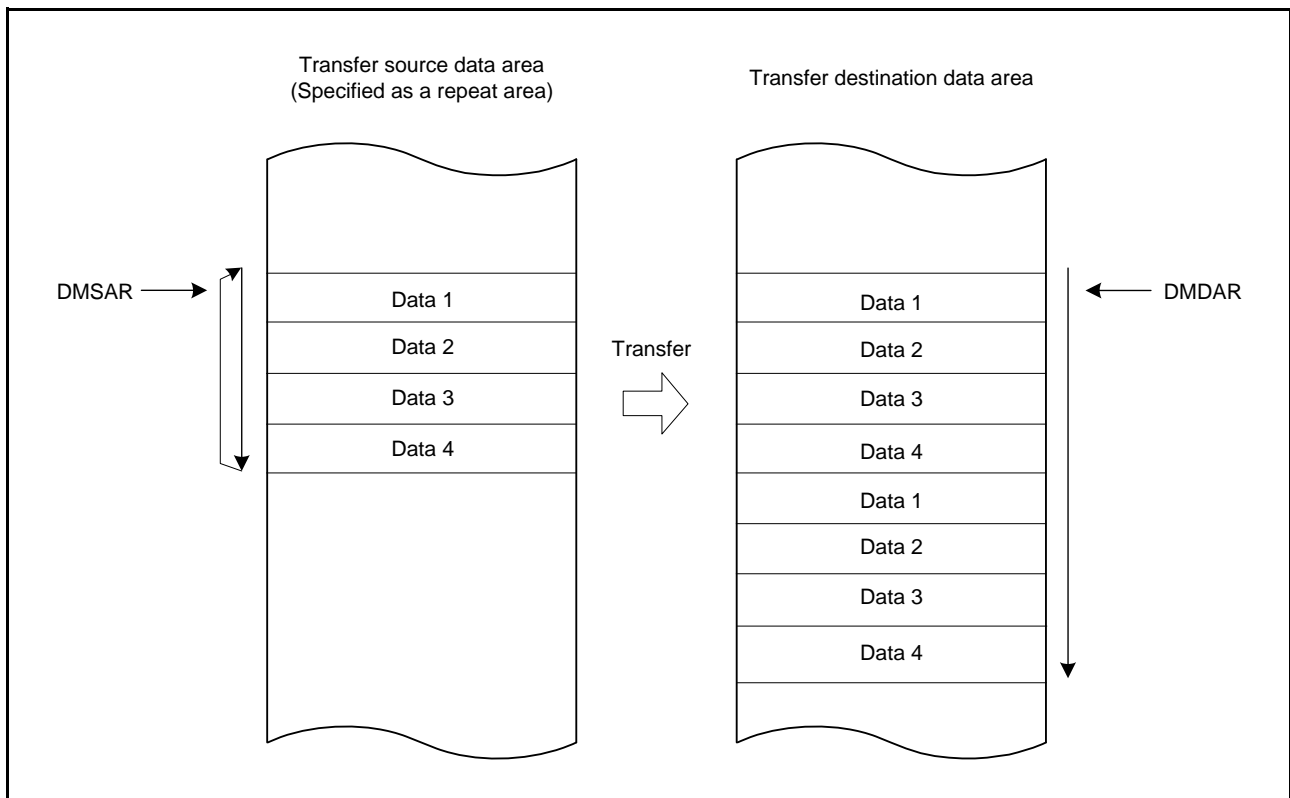 Transfer source data area
(Specified as a repeat area)
Transfer destination data area
DMSAR
Data 1
Data 2
Data 3
Data 4
Transfer
Data 1
Data 2
Data 3
Data 4
Data 1
Data 2
Data 3
Data 4
DMDAR